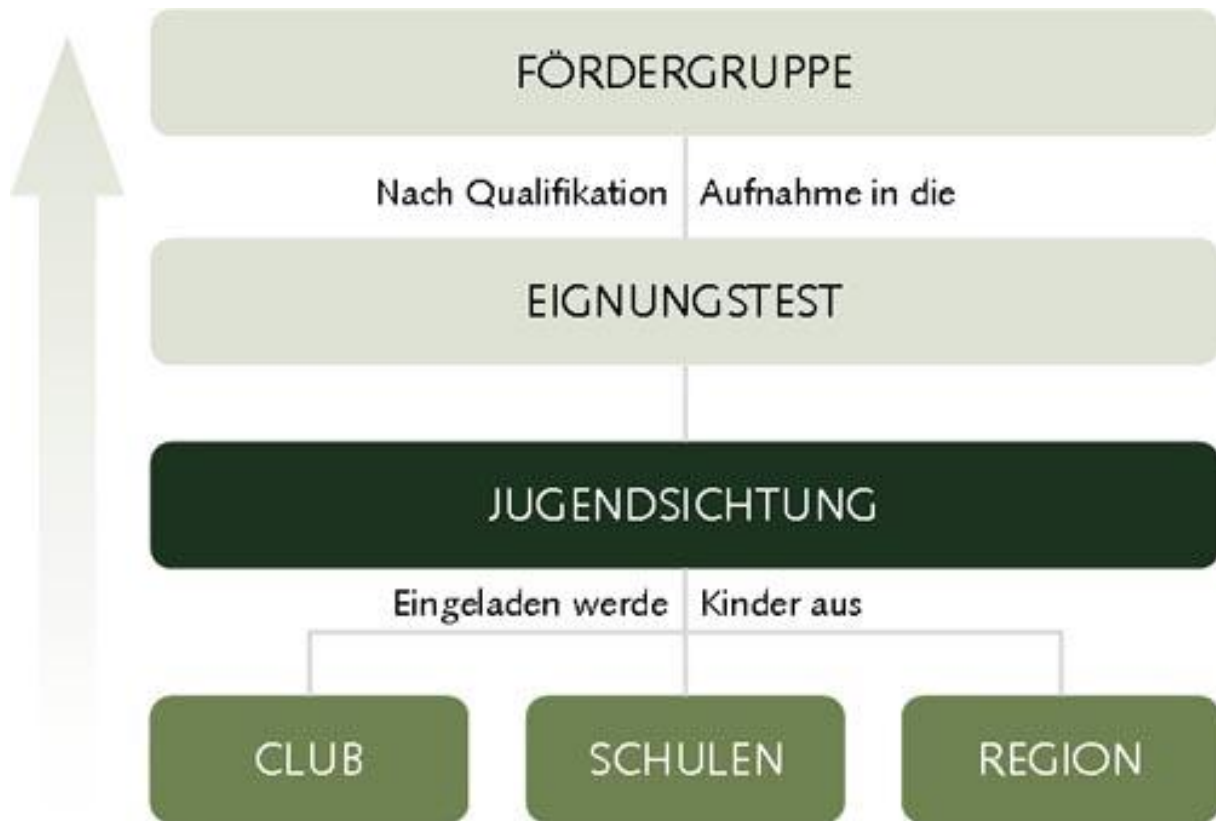 FÖRDERGRUPPE
Nach Qualifikation Aufnahme in die
EIGNUNGSTEST
JUGENDSICHTUNG
Eingeladen werde Kinder aus
CLUB SCHULEN REGION